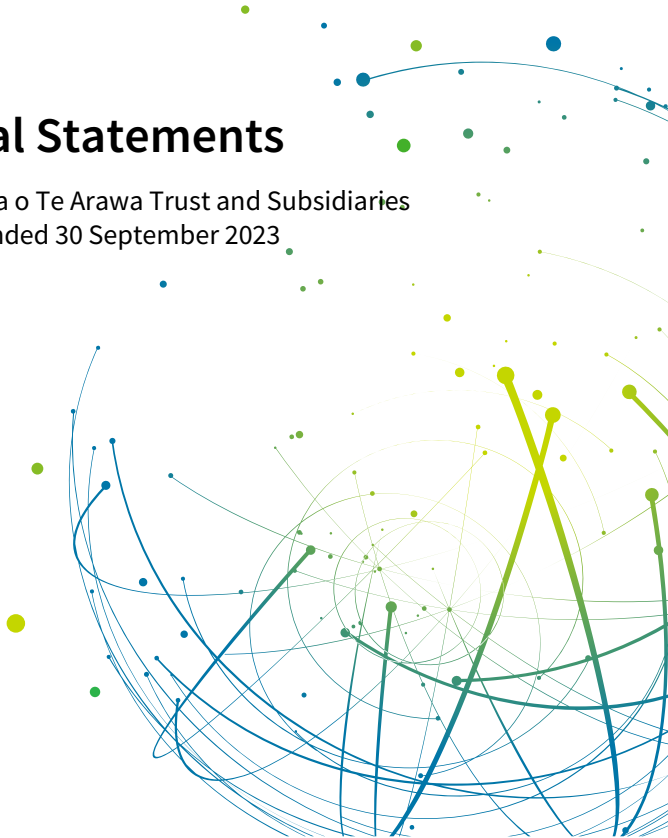 al Statements
a o Te Arawa Trust and Subsidiaries
nded 30 September 2023